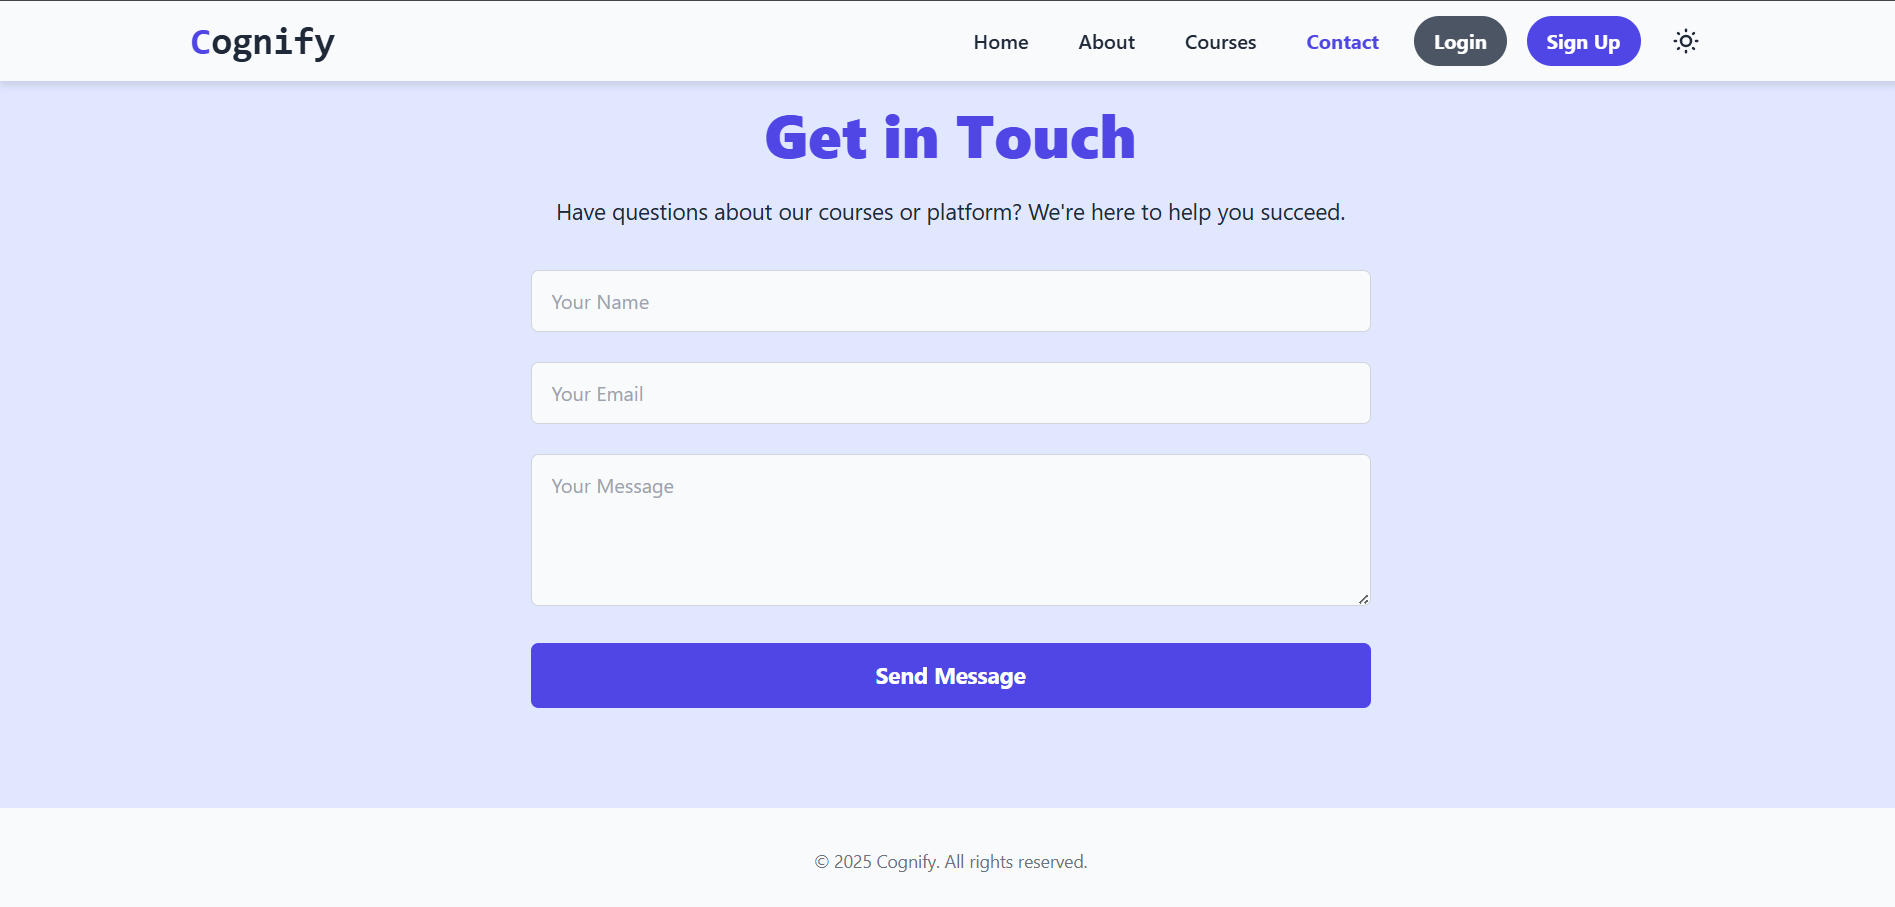 Cognify
Home About Courses Contact Login Sign Up
Get in Touch
Have questions about our courses or platform? We're here to help you succeed.
Your Name
Your Email
Your Message
Send Message
© 2025 Cognify. All rights reserved.